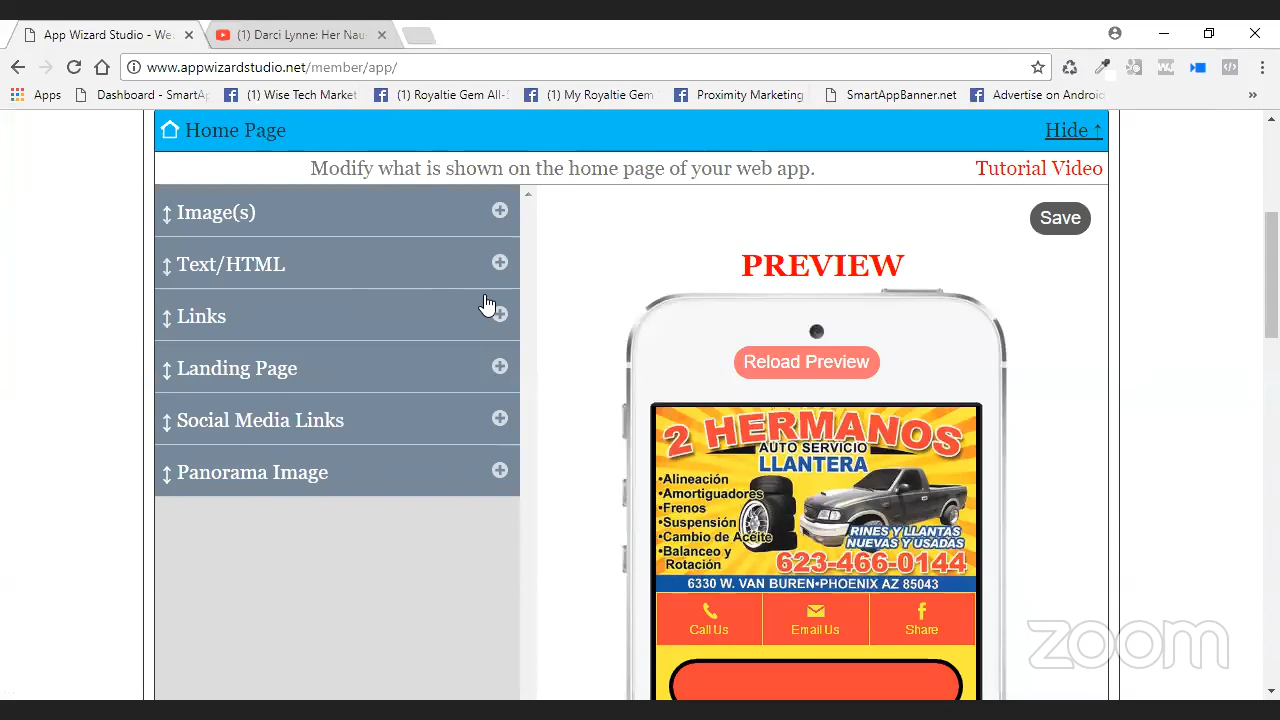 App Wizard Studio - We
(1) Darci Lynne: Her Nau
www.appwizardstudio.net/member/app/
Apps
Dashboard - SmartAp
(1) Wise Tech Market
(1) Royaltie Gem All-S
(1) My Royaltie Gem
Proximity Marketing
SmartAppBanner.net
Advertise on Android
»
Home Page
Hide ↑
Modify what is shown on the home page of your web app.
Tutorial Video
Image(s)
Text/HTML
Links
Landing Page
Social Media Links
Panorama Image
Save
PREVIEW
Reload Preview
2 HERMANOS
AUTO SERVICIO
LLANTERA
•Alineación
•Amortiguadores
•Frenos
•Suspensión
•Cambio de Aceite
•Balanceo y
Rotación
RINES Y LLANTAS
NUEVAS Y USADAS
623-466-0144
6330 W. VAN BUREN•PHOENIX AZ 85043
Call Us
Email Us
Share
zoom